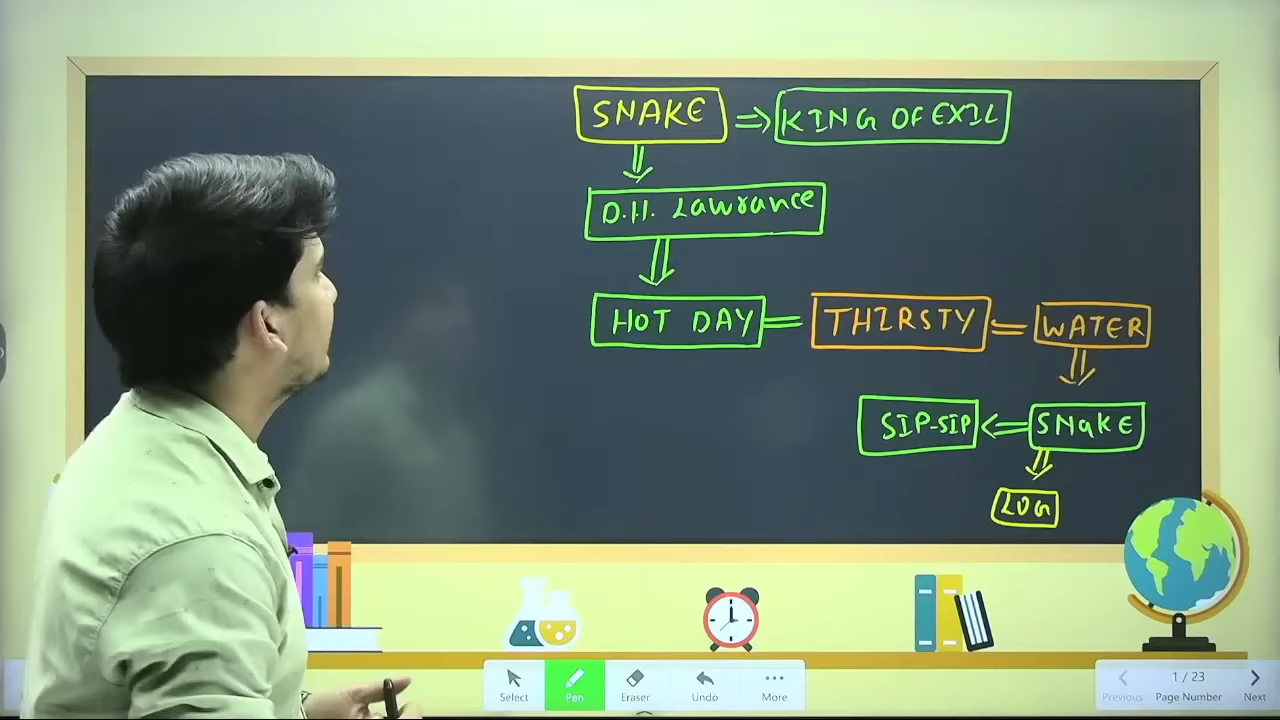 SNAKE ⇒ KING OF EXIL
D.H. Lawrance
HOT DAY = THIRSTY = WATER
SIP-SIP ⇐ SNAKE
LOG
Select Pen Eraser Undo More
Previous 1 / 23 Page Number Next